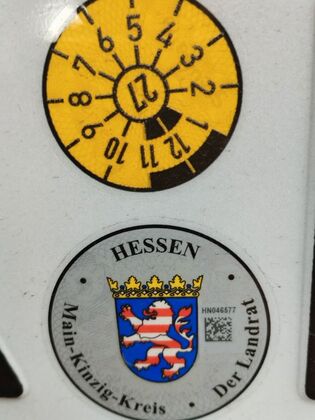 1 2 3 4 5 6 7 8 9 10 11 12
27
HESSEN
HN046577
Main-Kinzig-Kreis · Der Landrat